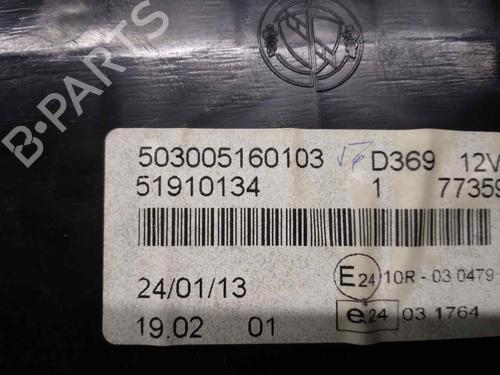 B-PARTS
503005160103 D369 12V
51910134 1 77359
24/01/13 E24 10R - 03 0479
19.02 01 e24 03 1764